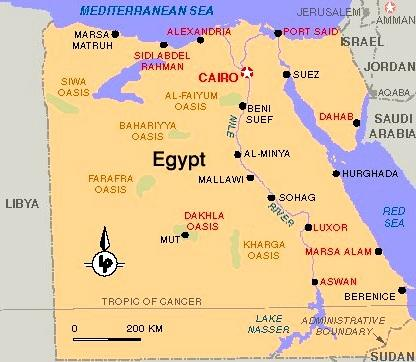 MEDITERRANEAN SEA
JERUSALEM
AMMAN
MARSA
MATRUH
ALEXANDRIA
PORT SAID
ISRAEL
SIDI ABDEL
RAHMAN
CAIRO
SUEZ
JORDAN
SIWA
OASIS
AL-FAIYUM
OASIS
AQABA
BENI
SUEF
SAUDI
ARABIA
DAHAB
BAHARIYYA
OASIS
NILE
Egypt
AL-MINYA
HURGHADA
FARAFRA
OASIS
MALLAWI
SOHAG
LIBYA
RED
SEA
DAKHLA
OASIS
RIVER
LUXOR
MUT
KHARGA
OASIS
MARSA ALAM
LP
ASWAN
BERENICE
TROPIC OF CANCER
LAKE
NASSER
ADMINISTRATIVE
BOUNDARY
0 200 KM
SUDAN